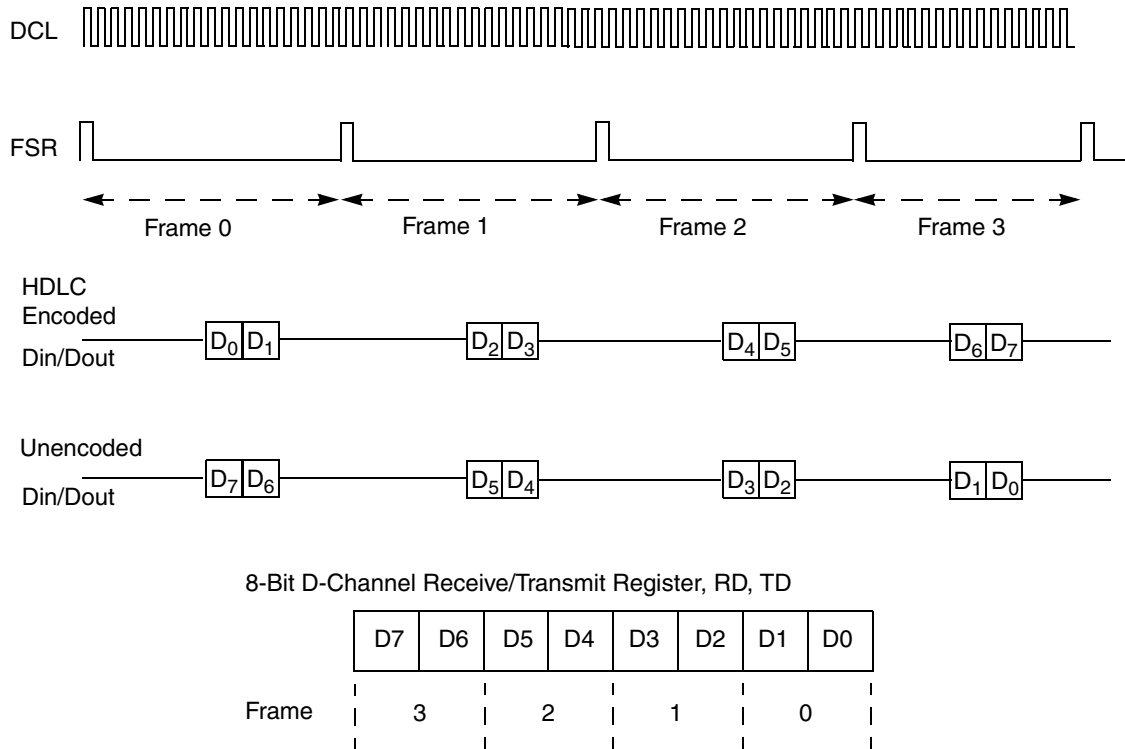 DCL
FSR
Frame 0 Frame 1 Frame 2 Frame 3
HDLC
Encoded
Din/Dout
D0 D1 D2 D3 D4 D5 D6 D7
Unencoded
Din/Dout
D7 D6 D5 D4 D3 D2 D1 D0
8-Bit D-Channel Receive/Transmit Register, RD, TD
D7 D6 D5 D4 D3 D2 D1 D0
Frame 3 2 1 0